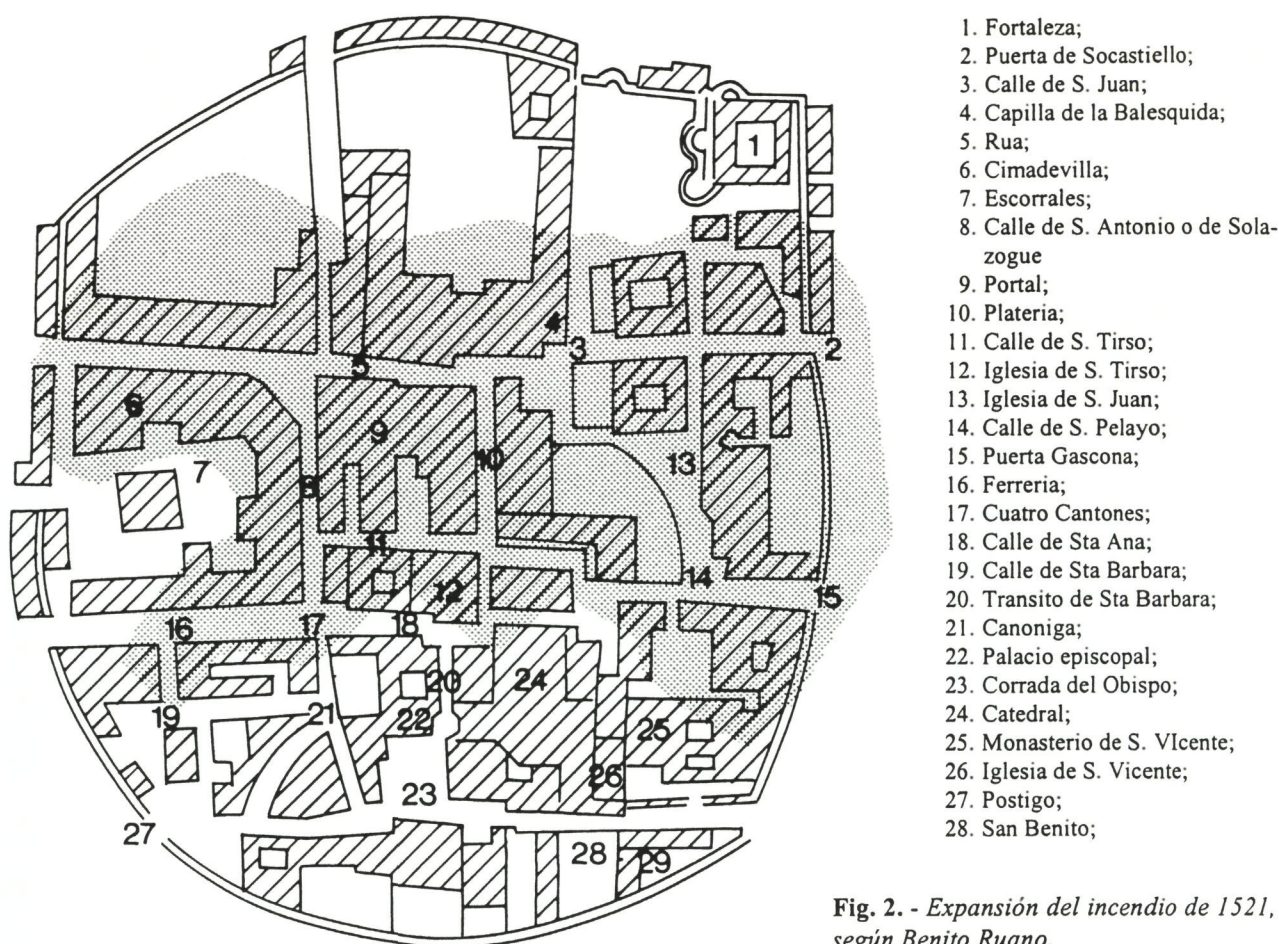 1. Fortaleza;
2. Puerta de Socastiello;
3. Calle de S. Juan;
4. Capilla de la Balesquida;
5. Rua;
6. Cimadevilla;
7. Escorrales;
8. Calle de S. Antonio o de Sola-
zogue
9. Portal;
10. Plateria;
11. Calle de S. Tirso;
12. Iglesia de S. Tirso;
13. Iglesia de S. Juan;
14. Calle de S. Pelayo;
15. Puerta Gascona;
16. Ferreria;
17. Cuatro Cantones;
18. Calle de Sta Ana;
19. Calle de Sta Barbara;
20. Transito de Sta Barbara;
21. Canoniga;
22. Palacio episcopal;
23. Corrada del Obispo;
24. Catedral;
25. Monasterio de S. VIcente;
26. Iglesia de S. Vicente;
27. Postigo;
28. San Benito;
Fig. 2. - Expansión del incendio de 1521,
según Benito Ruano.
1
2
3
4
5
6
7
8
9
10
11
12
13
14
15
16
17
18
19
20
21
22
23
24
25
26
27
28
29